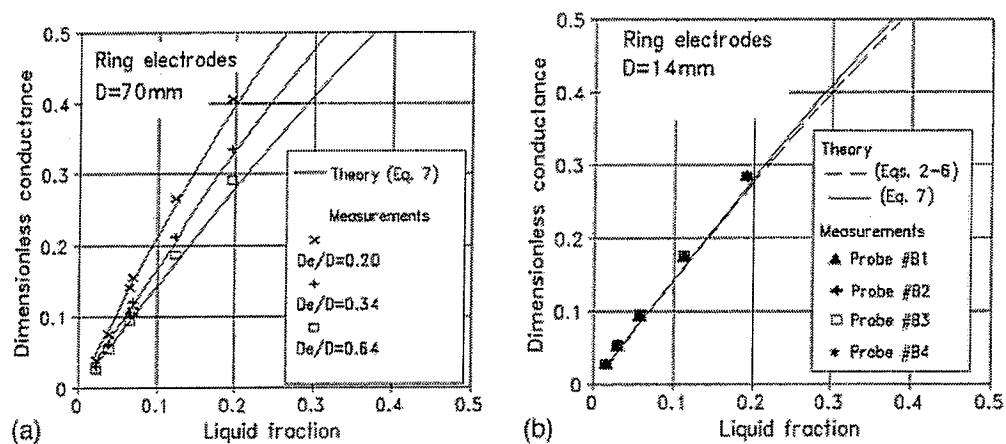 0.5
0.4
0.3
0.2
0.1
0
Dimensionless conductance
Ring electrodes
D=70mm
Theory (Eq. 7)
Measurements
× De/D=0.20
+ De/D=0.34
□ De/D=0.64
0 0.1 0.2 0.3 0.4 0.5
Liquid fraction
(a)
0.5
0.4
0.3
0.2
0.1
0
Dimensionless conductance
Ring electrodes
D=14mm
Theory
(Eqs. 2-6)
(Eq. 7)
Measurements
Probe #B1
Probe #B2
Probe #B3
Probe #B4
0 0.1 0.2 0.3 0.4 0.5
Liquid fraction
(b)